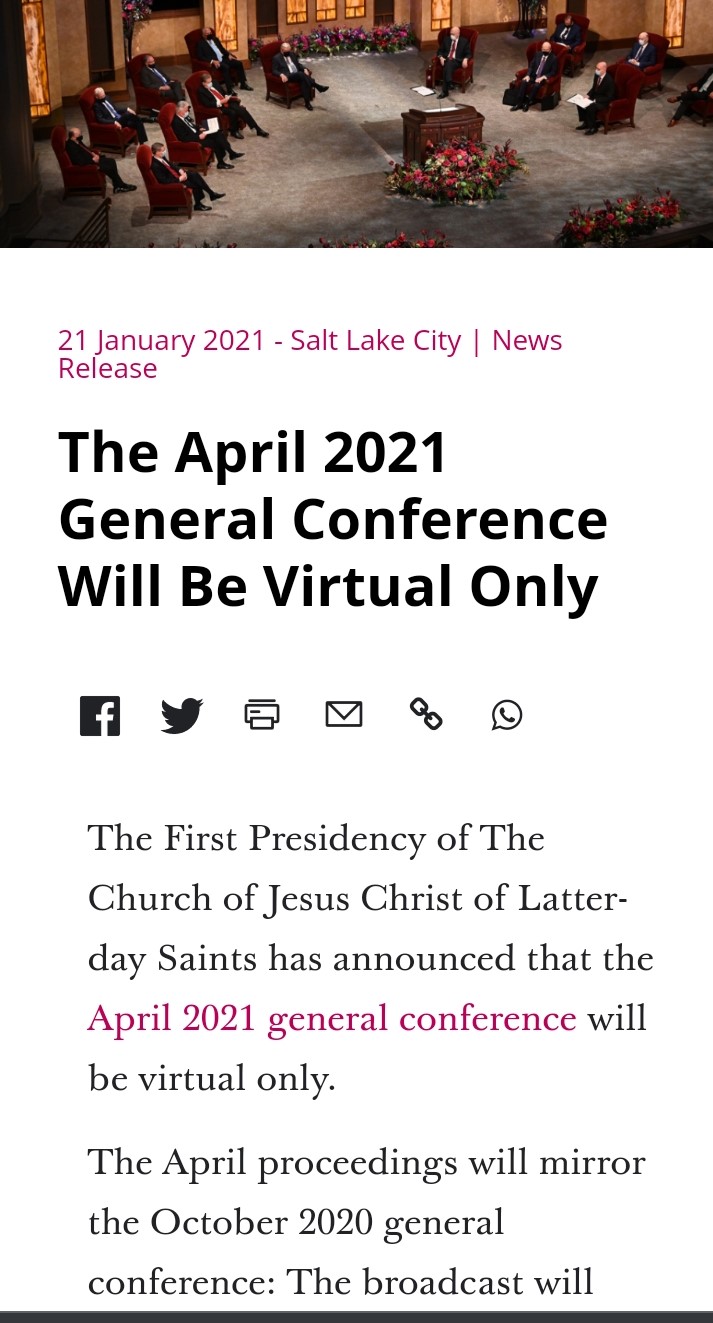 21 January 2021 - Salt Lake City | News
Release
The April 2021
General Conference
Will Be Virtual Only
The First Presidency of The
Church of Jesus Christ of Latter-
day Saints has announced that the
April 2021 general conference will
be virtual only.
The April proceedings will mirror
the October 2020 general
conference: The broadcast will